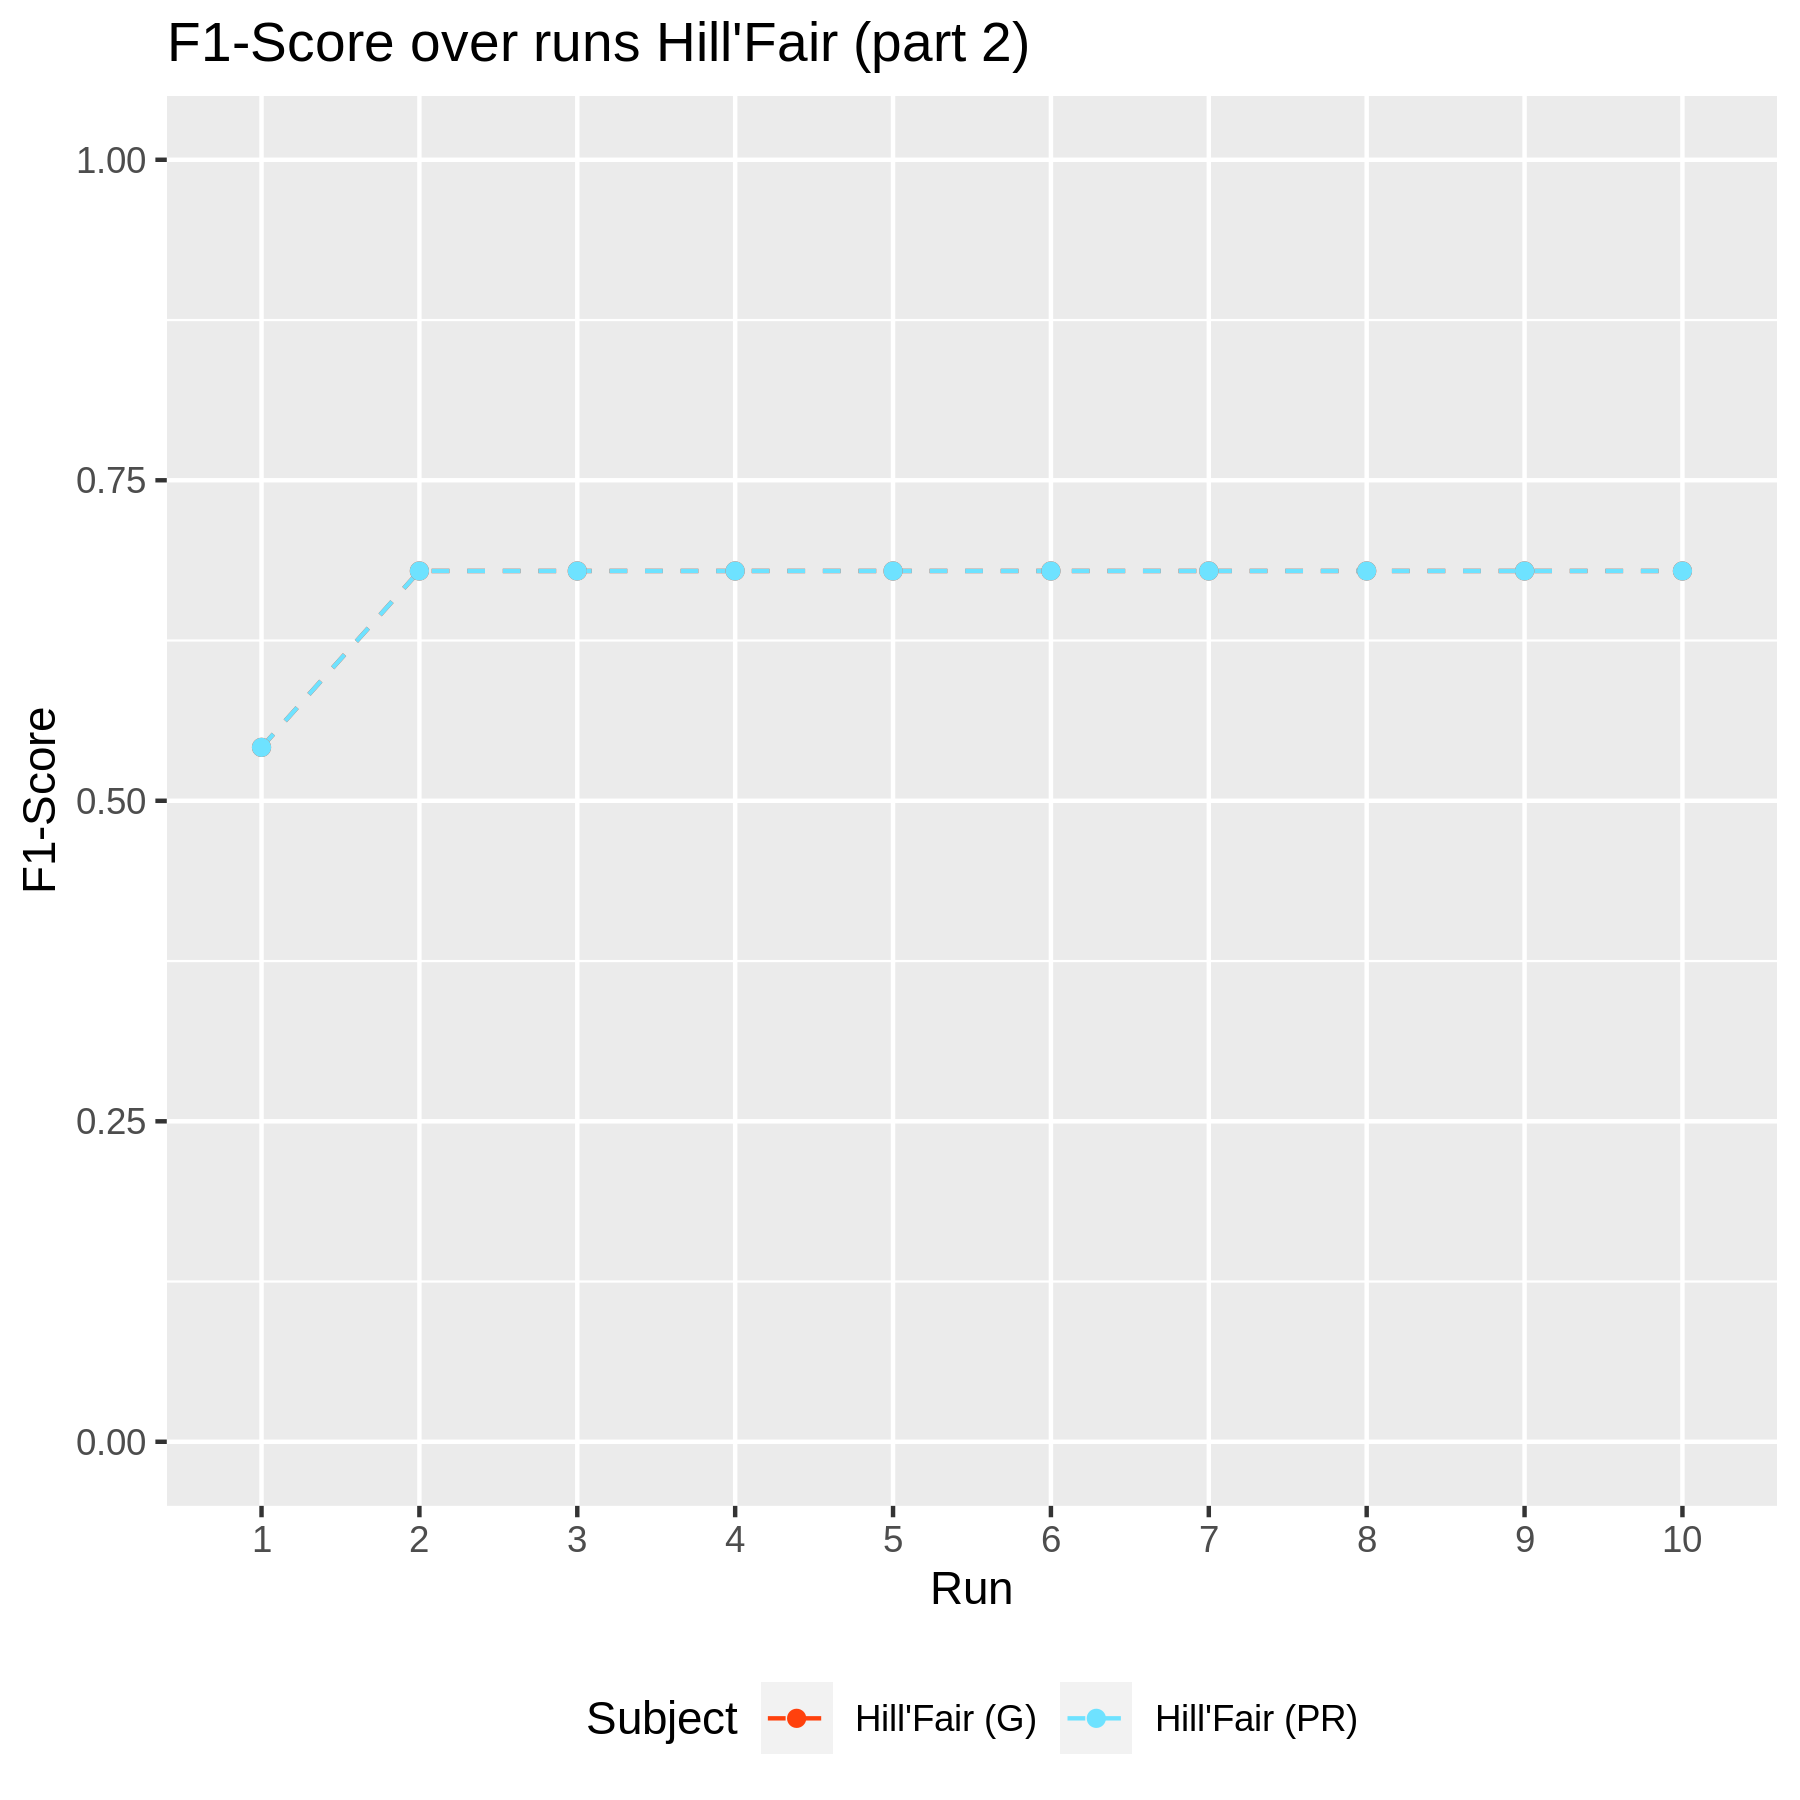 F1-Score over runs Hill'Fair (part 2)
1.00
0.75
0.50
0.25
0.00
F1-Score
1 2 3 4 5 6 7 8 9 10
Run
Subject Hill'Fair (G) Hill'Fair (PR)